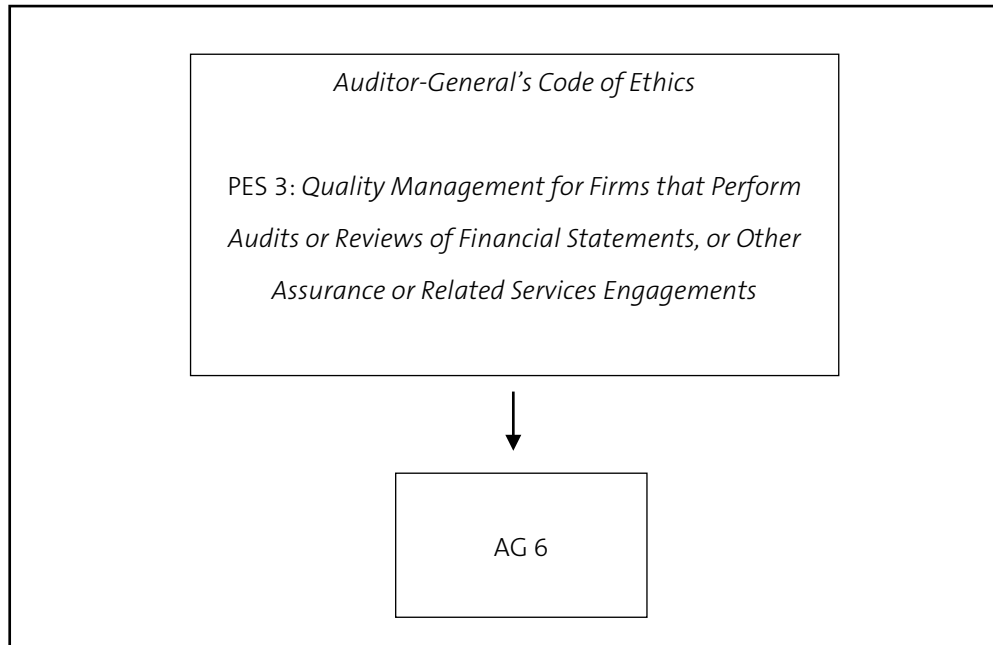 Auditor-General’s Code of Ethics
PES 3: Quality Management for Firms that Perform
Audits or Reviews of Financial Statements, or Other
Assurance or Related Services Engagements
AG 6